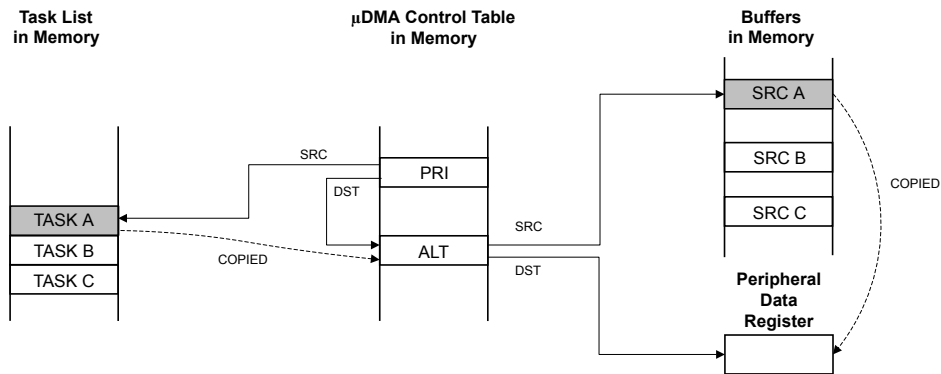 Task List
in Memory
μDMA Control Table
in Memory
Buffers
in Memory
SRC A
SRC
PRI
SRC B
COPIED
DST
SRC C
TASK A
SRC
TASK B
ALT
COPIED
DST
TASK C
Peripheral
Data
Register